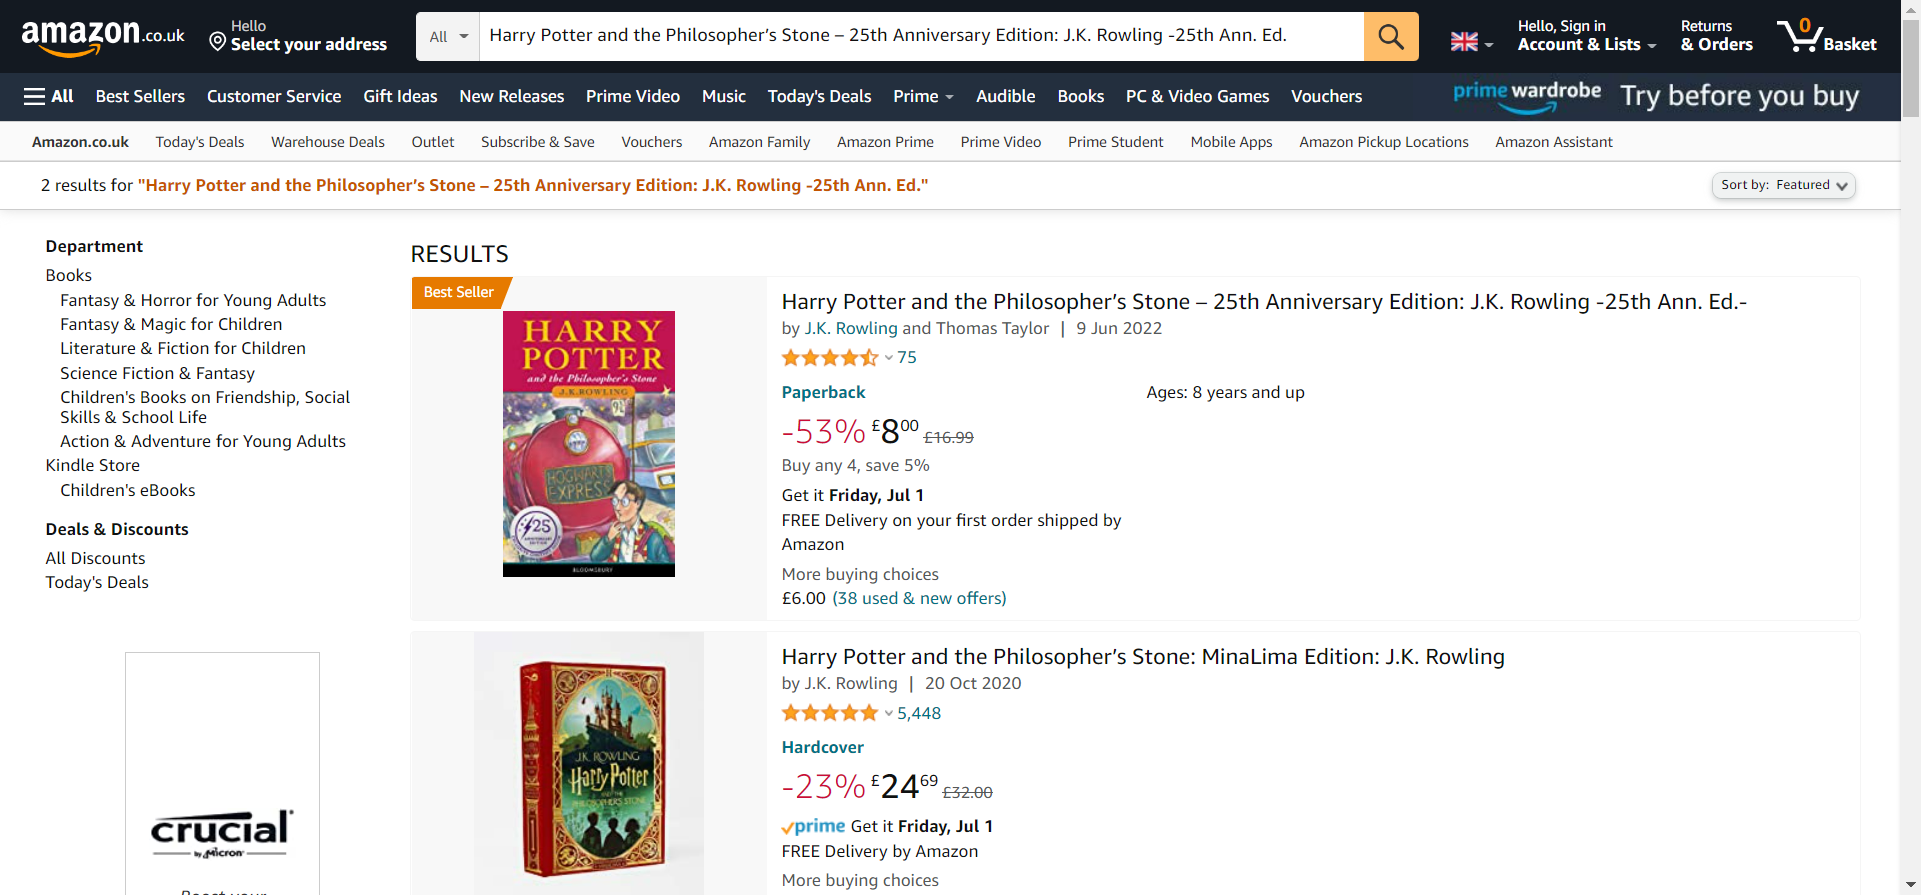 amazon.co.uk
Hello
Select your address
All
Harry Potter and the Philosopher’s Stone – 25th Anniversary Edition: J.K. Rowling -25th Ann. Ed.
Hello, Sign in
Account & Lists
Returns
& Orders
0
Basket
All
Best Sellers
Customer Service
Gift Ideas
New Releases
Prime Video
Music
Today's Deals
Prime
Audible
Books
PC & Video Games
Vouchers
prime wardrobe
Try before you buy
Amazon.co.uk
Today's Deals
Warehouse Deals
Outlet
Subscribe & Save
Vouchers
Amazon Family
Amazon Prime
Prime Video
Prime Student
Mobile Apps
Amazon Pickup Locations
Amazon Assistant
2 results for "Harry Potter and the Philosopher’s Stone – 25th Anniversary Edition: J.K. Rowling -25th Ann. Ed."
Sort by: Featured
Department
Books
Fantasy & Horror for Young Adults
Fantasy & Magic for Children
Literature & Fiction for Children
Science Fiction & Fantasy
Children's Books on Friendship, Social
Skills & School Life
Action & Adventure for Young Adults
Kindle Store
Children's eBooks
Deals & Discounts
All Discounts
Today's Deals
crucial
by Micron
RESULTS
Best Seller
HARRY
POTTER
and the Philosopher's Stone
J.K.ROWLING
HOGWARTS
EXPRESS
25
BLOOMSBURY
Harry Potter and the Philosopher’s Stone – 25th Anniversary Edition: J.K. Rowling -25th Ann. Ed.-
by J.K. Rowling and Thomas Taylor | 9 Jun 2022
75
Paperback
Ages: 8 years and up
-53% £8.00 £16.99
Buy any 4, save 5%
Get it Friday, Jul 1
FREE Delivery on your first order shipped by
Amazon
More buying choices
£6.00 (38 used & new offers)
J.K. ROWLING
Harry Potter
AND THE
PHILOSOPHER'S STONE
Harry Potter and the Philosopher’s Stone: MinaLima Edition: J.K. Rowling
by J.K. Rowling | 20 Oct 2020
5,448
Hardcover
-23% £24.69 £32.00
prime Get it Friday, Jul 1
FREE Delivery by Amazon
More buying choices